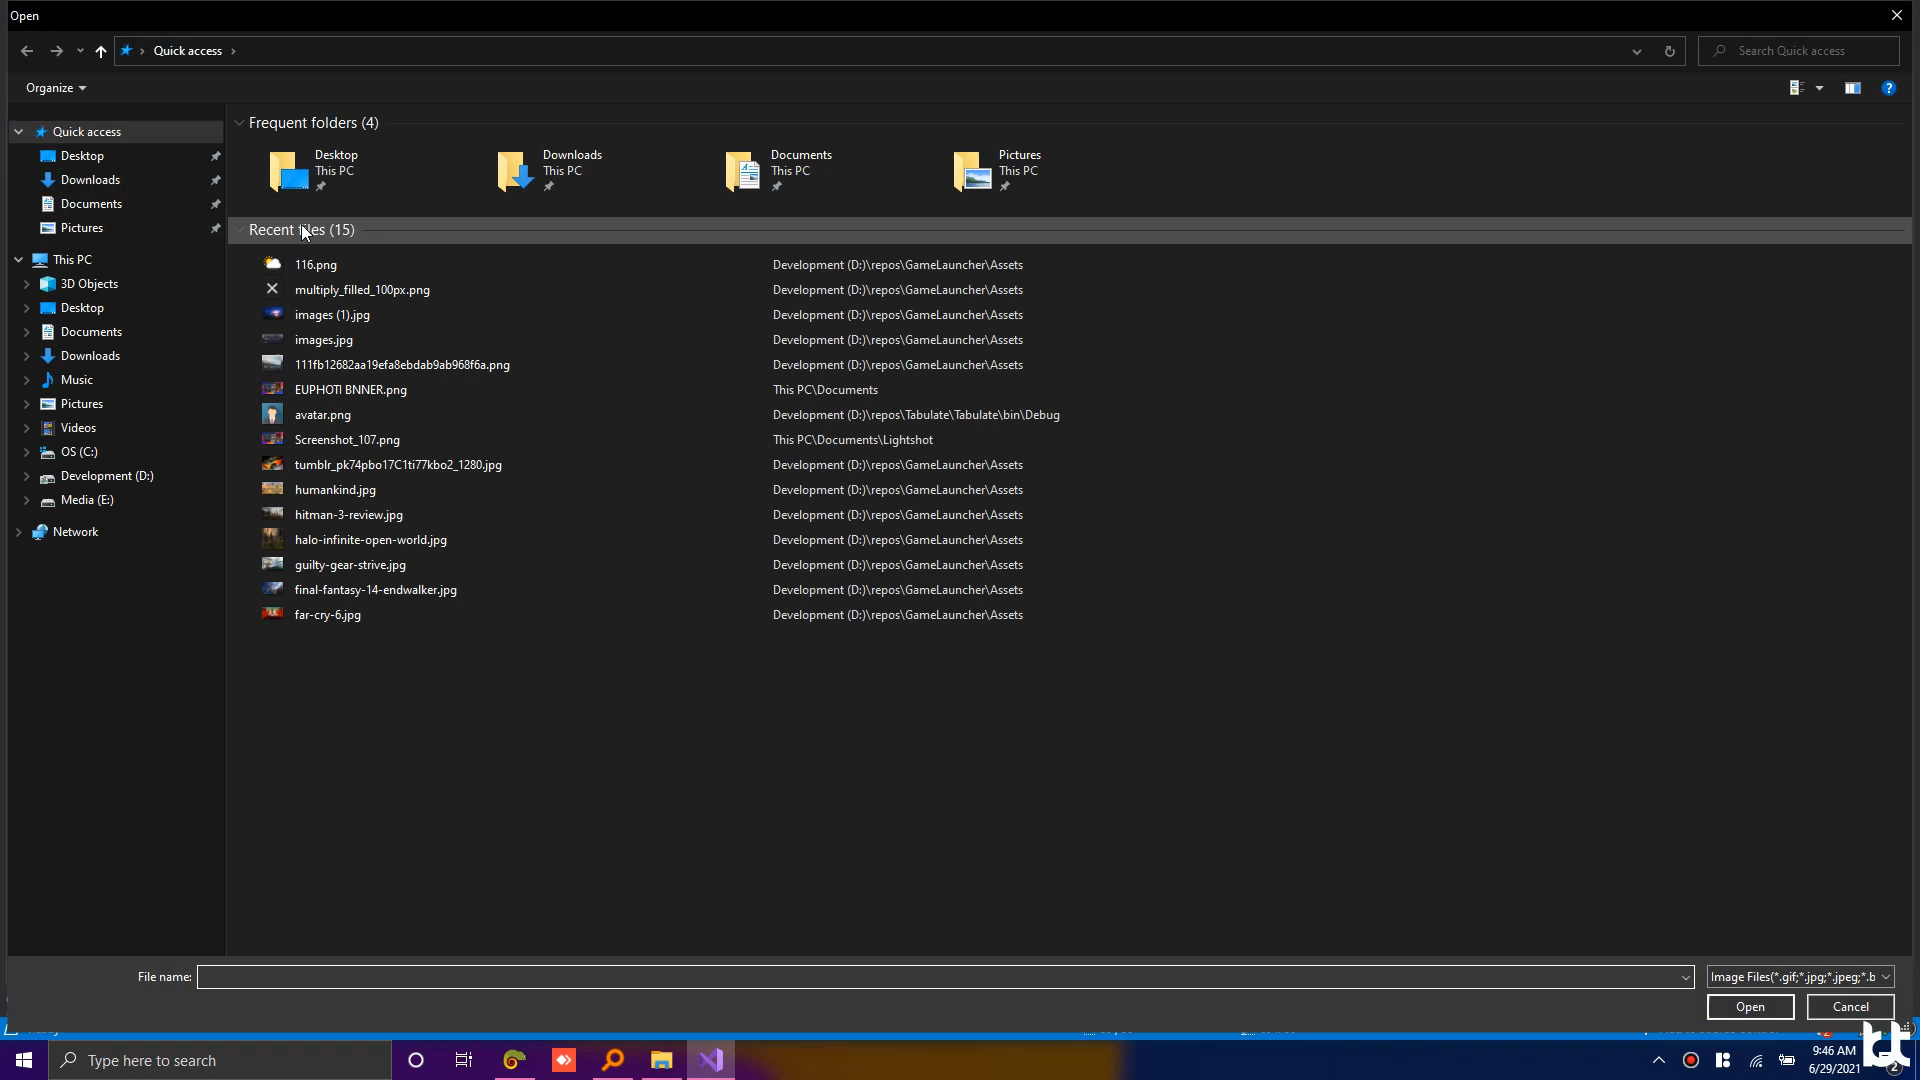 Open
Quick access
Search Quick access
Organize
Quick access
Desktop
Downloads
Documents
Pictures
This PC
3D Objects
Desktop
Documents
Downloads
Music
Pictures
Videos
OS (C:)
Development (D:)
Media (E:)
Network
Frequent folders (4)
Desktop
This PC
Downloads
This PC
Documents
This PC
Pictures
This PC
Recent files (15)
116.png Development (D:)\repos\GameLauncher\Assets
multiply_filled_100px.png Development (D:)\repos\GameLauncher\Assets
images (1).jpg Development (D:)\repos\GameLauncher\Assets
images.jpg Development (D:)\repos\GameLauncher\Assets
111fb12682aa19efa8ebdab9ab968f6a.png Development (D:)\repos\GameLauncher\Assets
EUPHOTI BNNER.png This PC\Documents
avatar.png Development (D:)\repos\Tabulate\Tabulate\bin\Debug
Screenshot_107.png This PC\Documents\Lightshot
tumblr_pk74pbo17C1ti77kbo2_1280.jpg Development (D:)\repos\GameLauncher\Assets
humankind.jpg Development (D:)\repos\GameLauncher\Assets
hitman-3-review.jpg Development (D:)\repos\GameLauncher\Assets
halo-infinite-open-world.jpg Development (D:)\repos\GameLauncher\Assets
guilty-gear-strive.jpg Development (D:)\repos\GameLauncher\Assets
final-fantasy-14-endwalker.jpg Development (D:)\repos\GameLauncher\Assets
far-cry-6.jpg Development (D:)\repos\GameLauncher\Assets
File name:
Image Files(*.gif;*.jpg;*.jpeg;*.b
Open Cancel
Type here to search
9:46 AM
6/29/2021
2